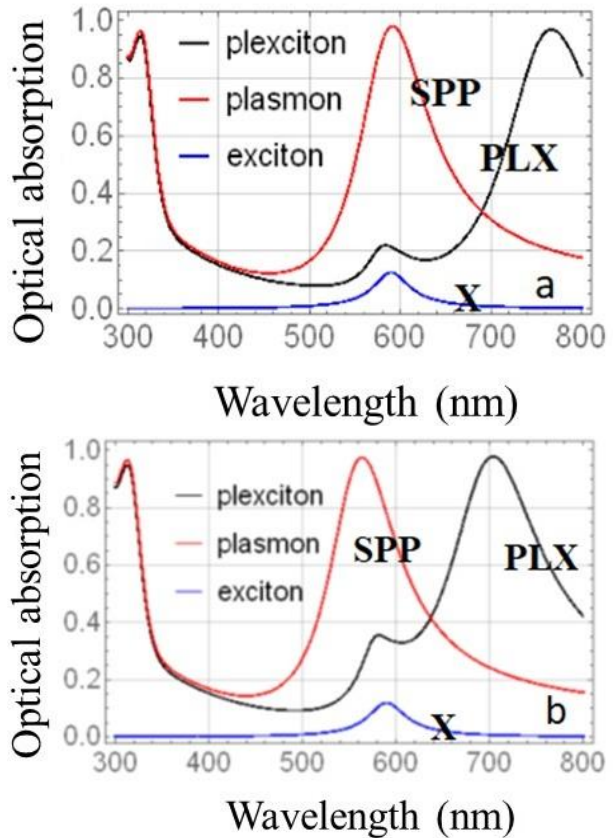 Optical absorption
1.0
0.8
0.6
0.4
0.2
0.0
plexciton
plasmon
exciton
SPP
PLX
X
a
300 400 500 600 700 800
Wavelength (nm)
Optical absorption
1.0
0.8
0.6
0.4
0.2
0.0
plexciton
plasmon
exciton
SPP
PLX
X
b
300 400 500 600 700 800
Wavelength (nm)